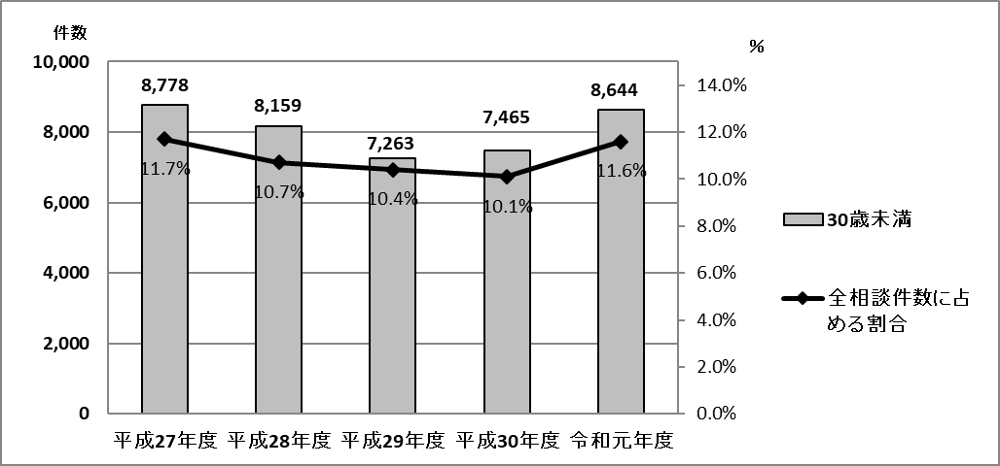 件数
%
10,000
8,000
6,000
4,000
2,000
0
8,778
8,159
7,263
7,465
8,644
11.7%
10.7%
10.4%
10.1%
11.6%
14.0%
12.0%
10.0%
8.0%
6.0%
4.0%
2.0%
0.0%
平成27年度
平成28年度
平成29年度
平成30年度
令和元年度
30歳未満
全相談件数に占
める割合